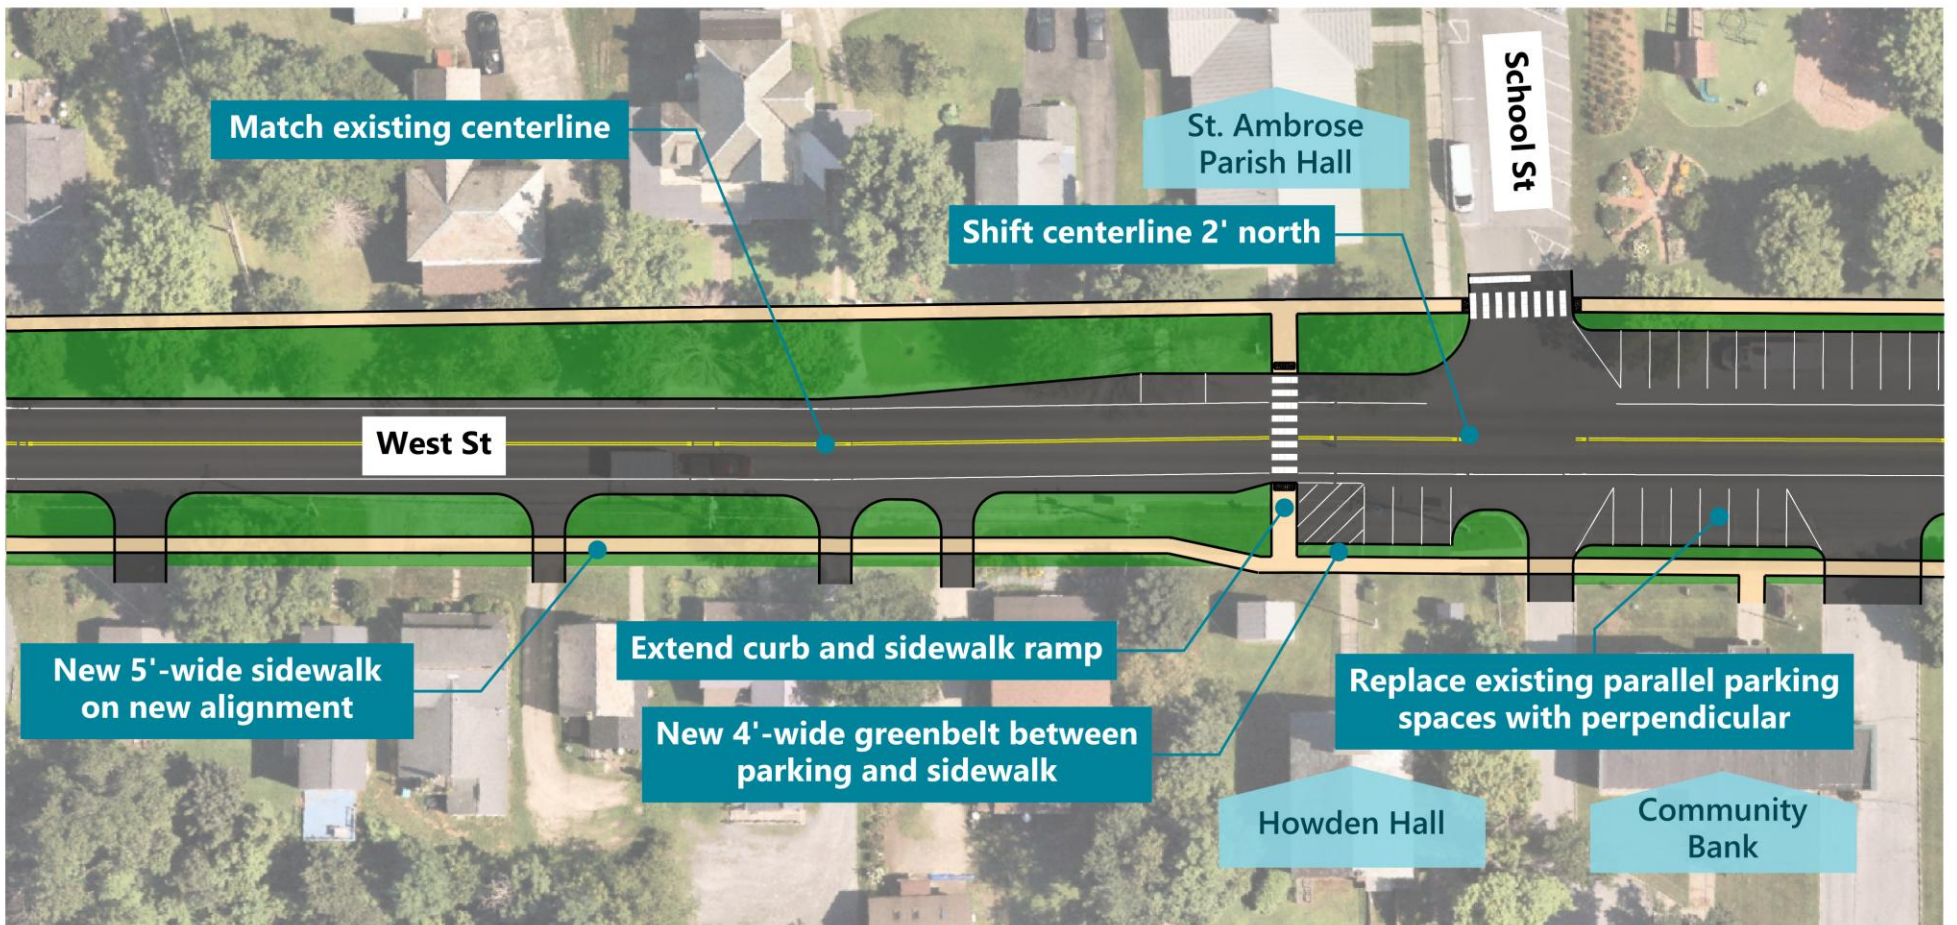 Match existing centerline
School St
St. Ambrose
Parish Hall
Shift centerline 2' north
West St
Extend curb and sidewalk ramp
New 5'-wide sidewalk
on new alignment
Replace existing parallel parking
spaces with perpendicular
New 4'-wide greenbelt between
parking and sidewalk
Howden Hall
Community
Bank